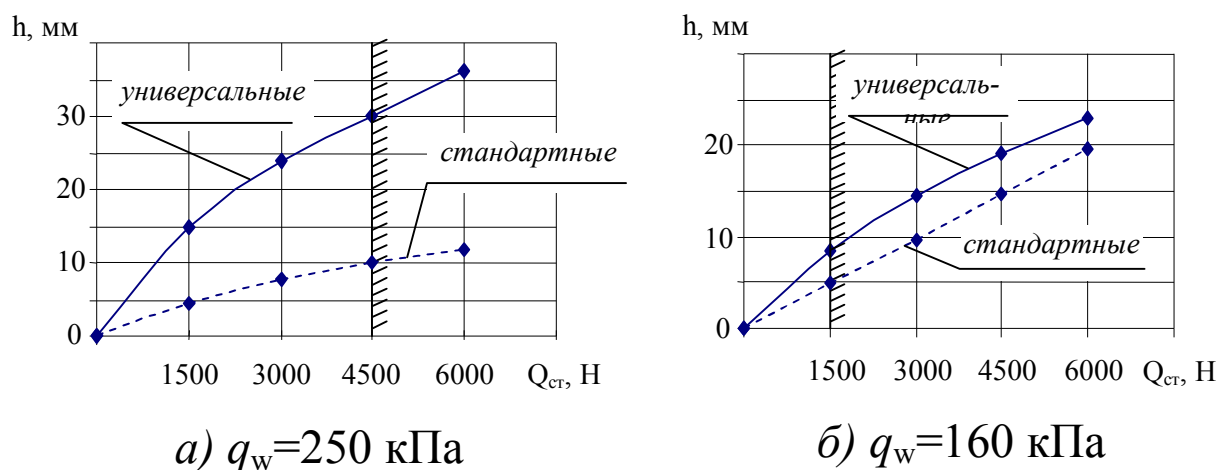 h, мм
универсальные
30
стандартные
20
10
0
1500 3000 4500 6000 Qст, Н
а) qw=250 кПа
h, мм
универсаль-
ные
20
10
стандартные
0
1500 3000 4500 6000 Qст, Н
б) qw=160 кПа